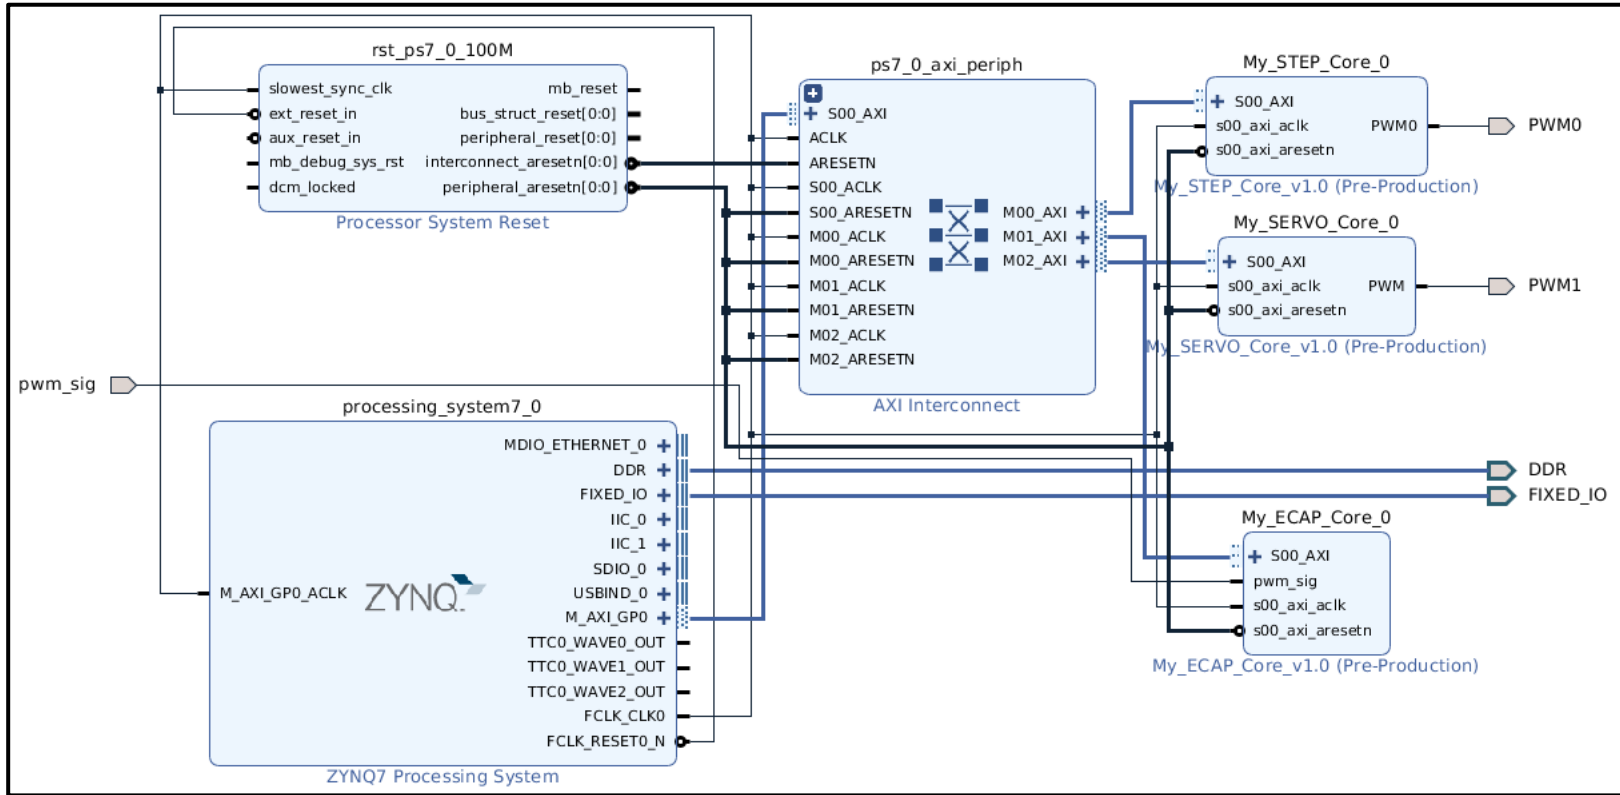 rst_ps7_0_100M
slowest_sync_clk
ext_reset_in
aux_reset_in
mb_debug_sys_rst
dcm_locked
mb_reset
bus_struct_reset[0:0]
peripheral_reset[0:0]
interconnect_aresetn[0:0]
peripheral_aresetn[0:0]
Processor System Reset
ps7_0_axi_periph
S00_AXI
ACLK
ARESETN
S00_ACLK
S00_ARESETN
M00_ACLK
M00_ARESETN
M01_ACLK
M01_ARESETN
M02_ACLK
M02_ARESETN
M00_AXI
M01_AXI
M02_AXI
AXI Interconnect
My_STEP_Core_0
S00_AXI
s00_axi_aclk
s00_axi_aresetn
PWM0
My_STEP_Core_v1.0 (Pre-Production)
PWM0
My_SERVO_Core_0
S00_AXI
s00_axi_aclk
s00_axi_aresetn
PWM
My_SERVO_Core_v1.0 (Pre-Production)
PWM1
pwm_sig
processing_system7_0
M_AXI_GP0_ACLK
ZYNQ
MDIO_ETHERNET_0
DDR
FIXED_IO
IIC_0
IIC_1
SDIO_0
USBIND_0
M_AXI_GP0
TTC0_WAVE0_OUT
TTC0_WAVE1_OUT
TTC0_WAVE2_OUT
FCLK_CLK0
FCLK_RESET0_N
ZYNQ7 Processing System
DDR
FIXED_IO
My_ECAP_Core_0
S00_AXI
pwm_sig
s00_axi_aclk
s00_axi_aresetn
My_ECAP_Core_v1.0 (Pre-Production)